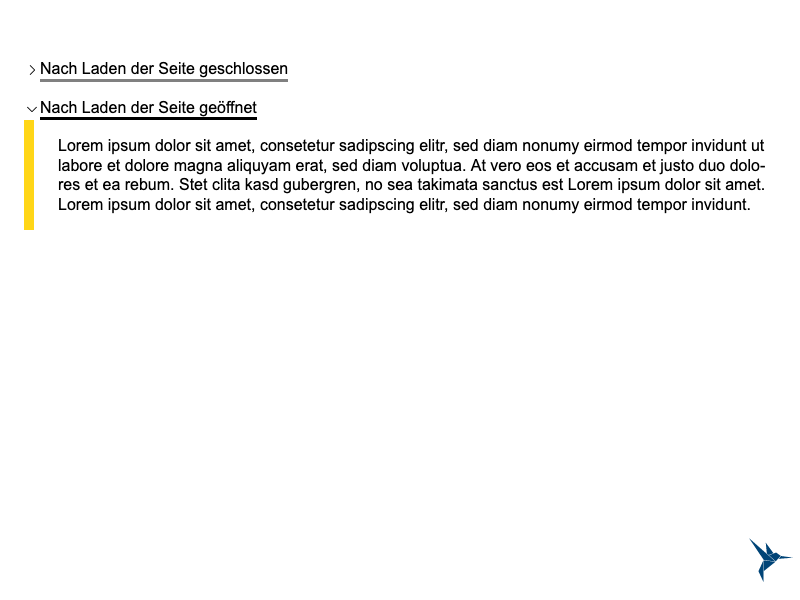 Nach Laden der Seite geschlossen
Nach Laden der Seite geöffnet
Lorem ipsum dolor sit amet, consetetur sadipscing elitr, sed diam nonumy eirmod tempor invidunt ut
labore et dolore magna aliquyam erat, sed diam voluptua. At vero eos et accusam et justo duo dolo-
res et ea rebum. Stet clita kasd gubergren, no sea takimata sanctus est Lorem ipsum dolor sit amet.
Lorem ipsum dolor sit amet, consetetur sadipscing elitr, sed diam nonumy eirmod tempor invidunt.